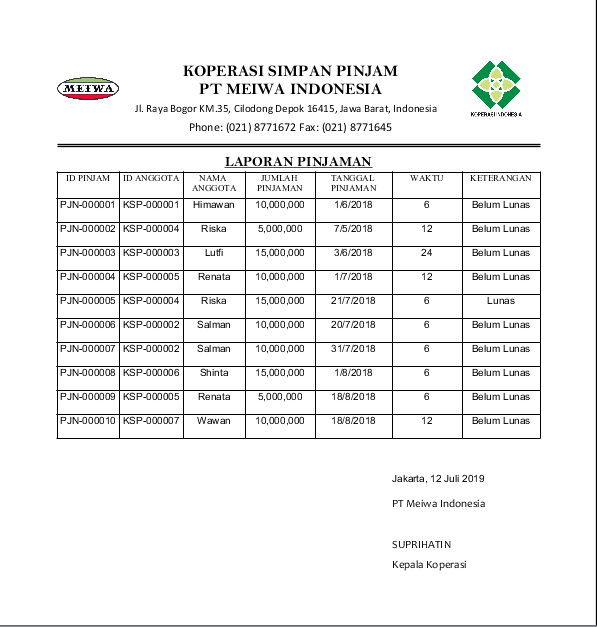 KOPERASI SIMPAN PINJAM
PT MEIWA INDONESIA
MEIWA
Jl. Raya Bogor KM.35, Cilodong Depok 16415, Jawa Barat, Indonesia
KOPERASI INDONESIA
Phone: (021) 8771672 Fax: (021) 8771645
LAPORAN PINJAMAN
ID PINJAM ID ANGGOTA NAMA ANGGOTA JUMLAH PINJAMAN TANGGAL PINJAMAN WAKTU KETERANGAN
PJN-000001 KSP-000001 Himawan 10,000,000 1/6/2018 6 Belum Lunas
PJN-000002 KSP-000004 Riska 5,000,000 7/5/2018 12 Belum Lunas
PJN-000003 KSP-000003 Lutfi 15,000,000 3/6/2018 24 Belum Lunas
PJN-000004 KSP-000005 Renata 10,000,000 1/7/2018 12 Belum Lunas
PJN-000005 KSP-000004 Riska 15,000,000 21/7/2018 6 Lunas
PJN-000006 KSP-000002 Salman 10,000,000 20/7/2018 6 Belum Lunas
PJN-000007 KSP-000002 Salman 10,000,000 31/7/2018 6 Belum Lunas
PJN-000008 KSP-000006 Shinta 15,000,000 1/8/2018 6 Belum Lunas
PJN-000009 KSP-000005 Renata 5,000,000 18/8/2018 6 Belum Lunas
PJN-000010 KSP-000007 Wawan 10,000,000 18/8/2018 12 Belum Lunas
Jakarta, 12 Juli 2019
PT Meiwa Indonesia
SUPRIHATIN
Kepala Koperasi